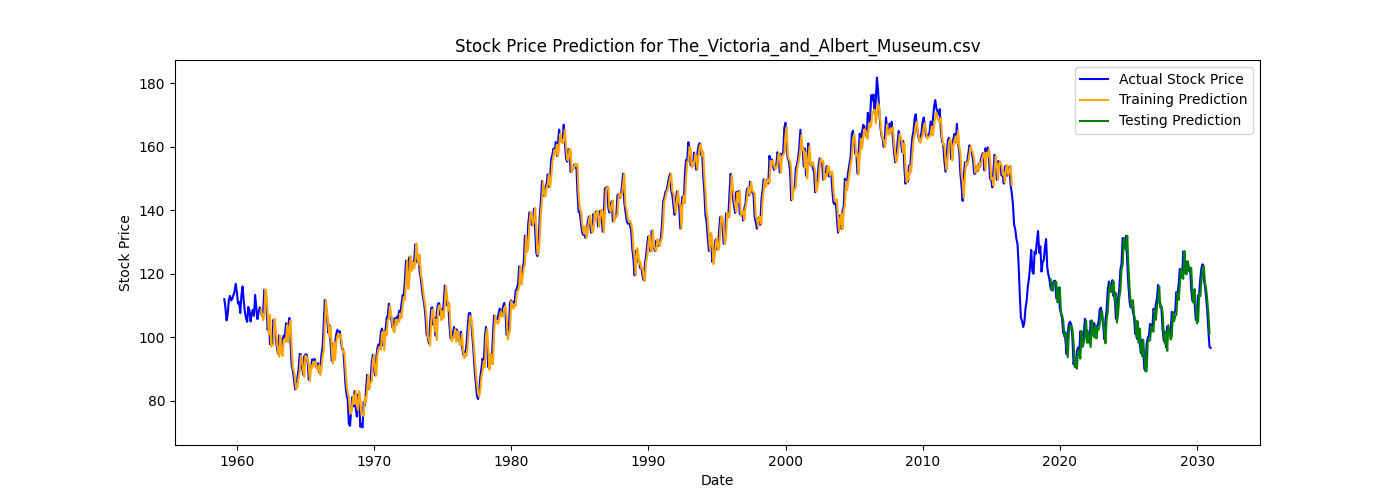 Stock Price Prediction for The_Victoria_and_Albert_Museum.csv
Actual Stock Price
Training Prediction
Testing Prediction
Stock Price
180
160
140
120
100
80
1960
1970
1980
1990
2000
2010
2020
2030
Date